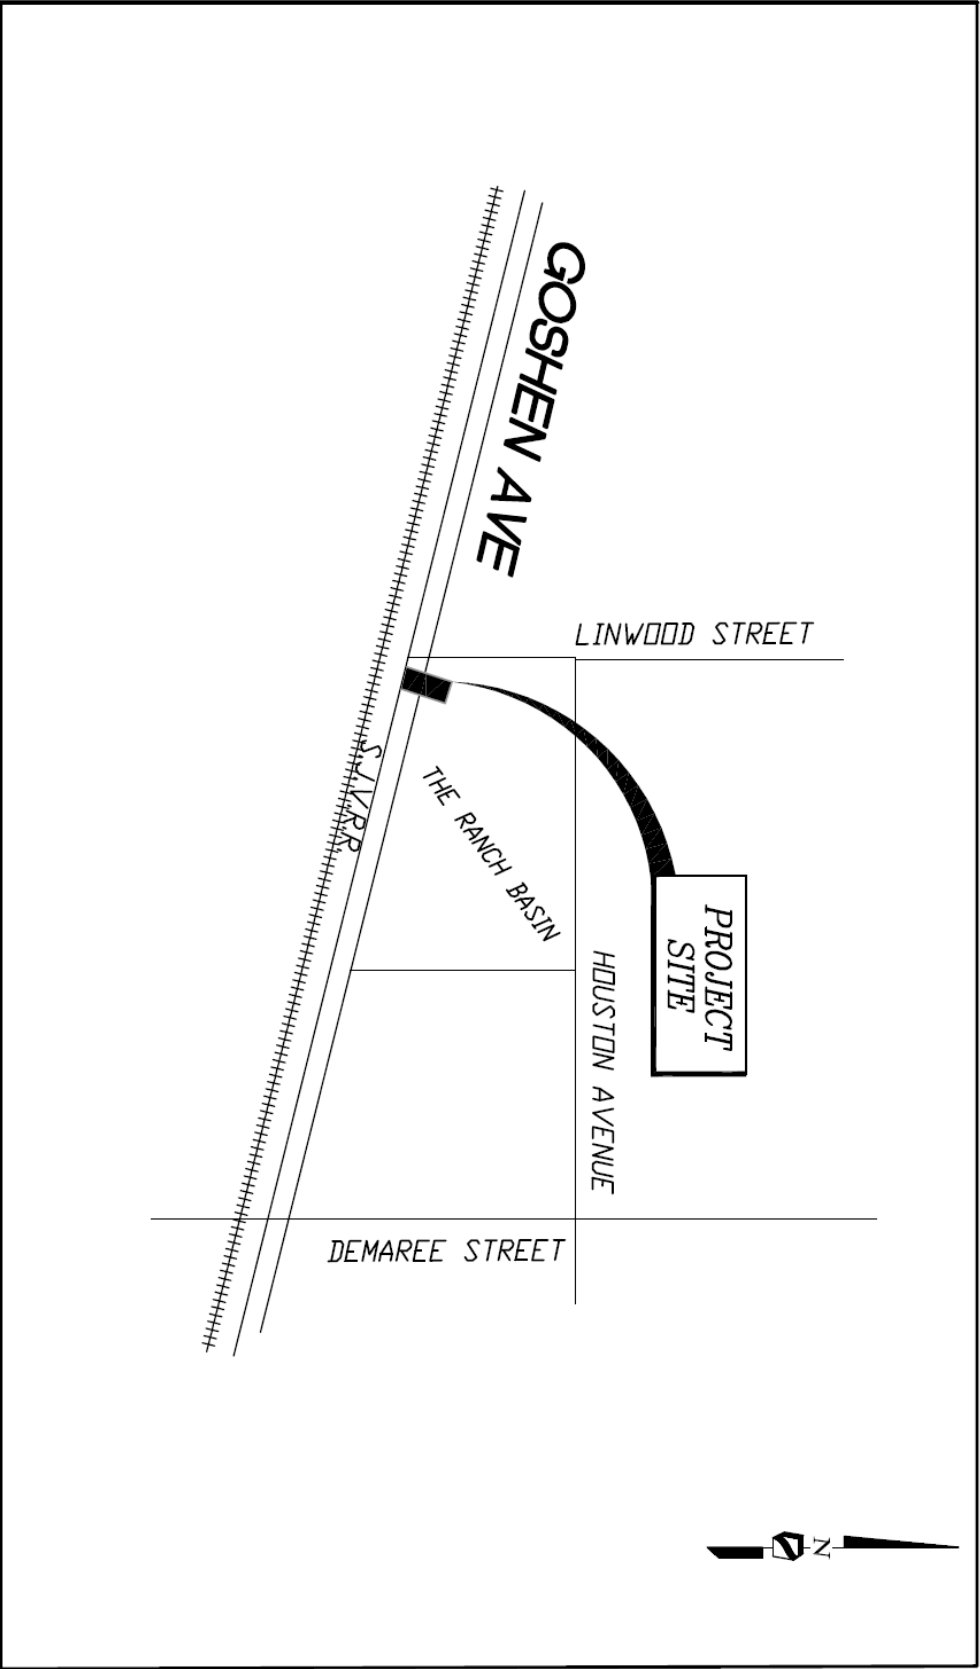 GOSHEN AVE
LINWOOD STREET
S.J.V.R.R.
THE RANCH BASIN
PROJECT
SITE
HOUSTON AVENUE
DEMAREE STREET
N